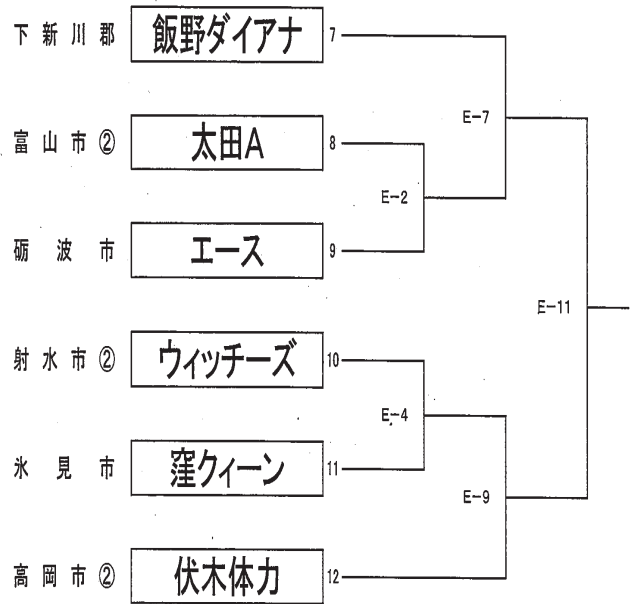 下新川郡 飯野ダイアナ 7
E-7
富山市② 太田A 8
E-2
砺波市 エース 9
E-11
射水市② ウィッチーズ 10
E-4
氷見市 窪クィーン 11
E-9
高岡市② 伏木体力 12